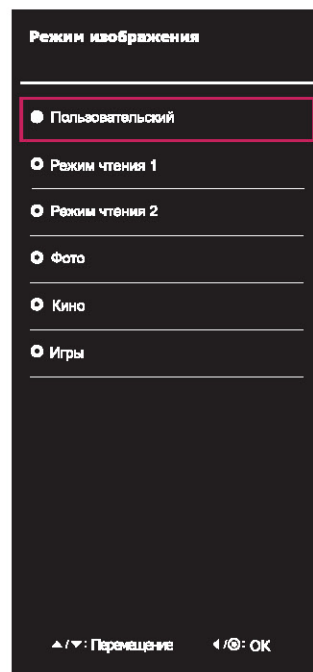 Режим изображения
Пользовательский
Режим чтения 1
Режим чтения 2
Фото
Кино
Игры
▲/▼: Перемещение ◀/◎: OK